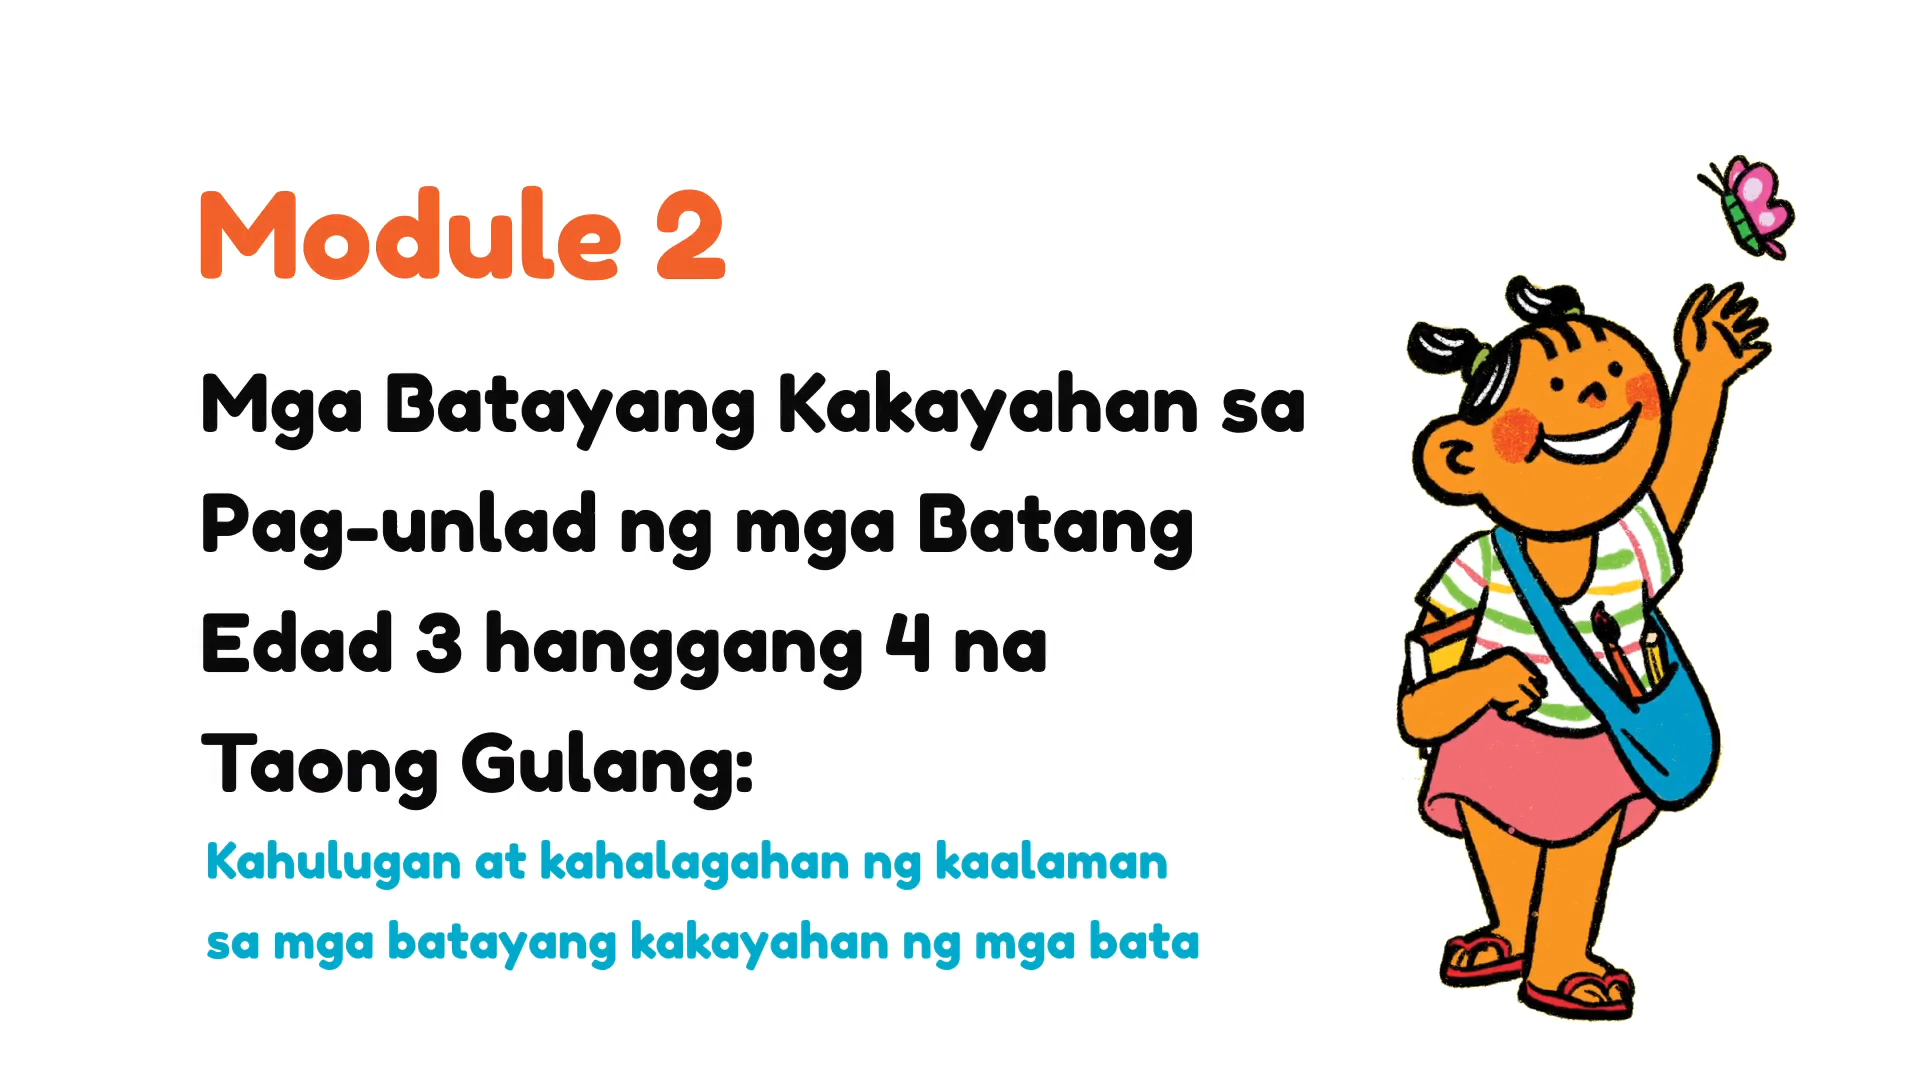 Module 2
Mga Batayang Kakayahan sa
Pag-unlad ng mga Batang
Edad 3 hanggang 4 na
Taong Gulang:
Kahulugan at kahalagahan ng kaalaman
sa mga batayang kakayahan ng mga bata